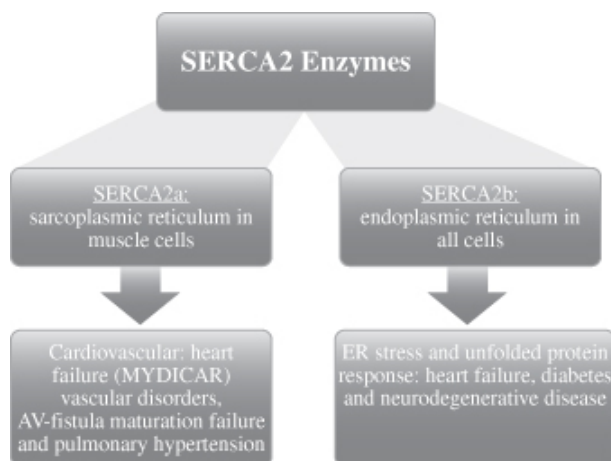 SERCA2 Enzymes
SERCA2a:
sarcoplasmic reticulum in
muscle cells
SERCA2b:
endoplasmic reticulum in
all cells
Cardiovascular: heart
failure (MYDICAR)
vascular disorders,
AV-fistula maturation failure
and pulmonary hypertension
ER stress and unfolded protein
response: heart failure, diabetes
and neurodegenerative disease